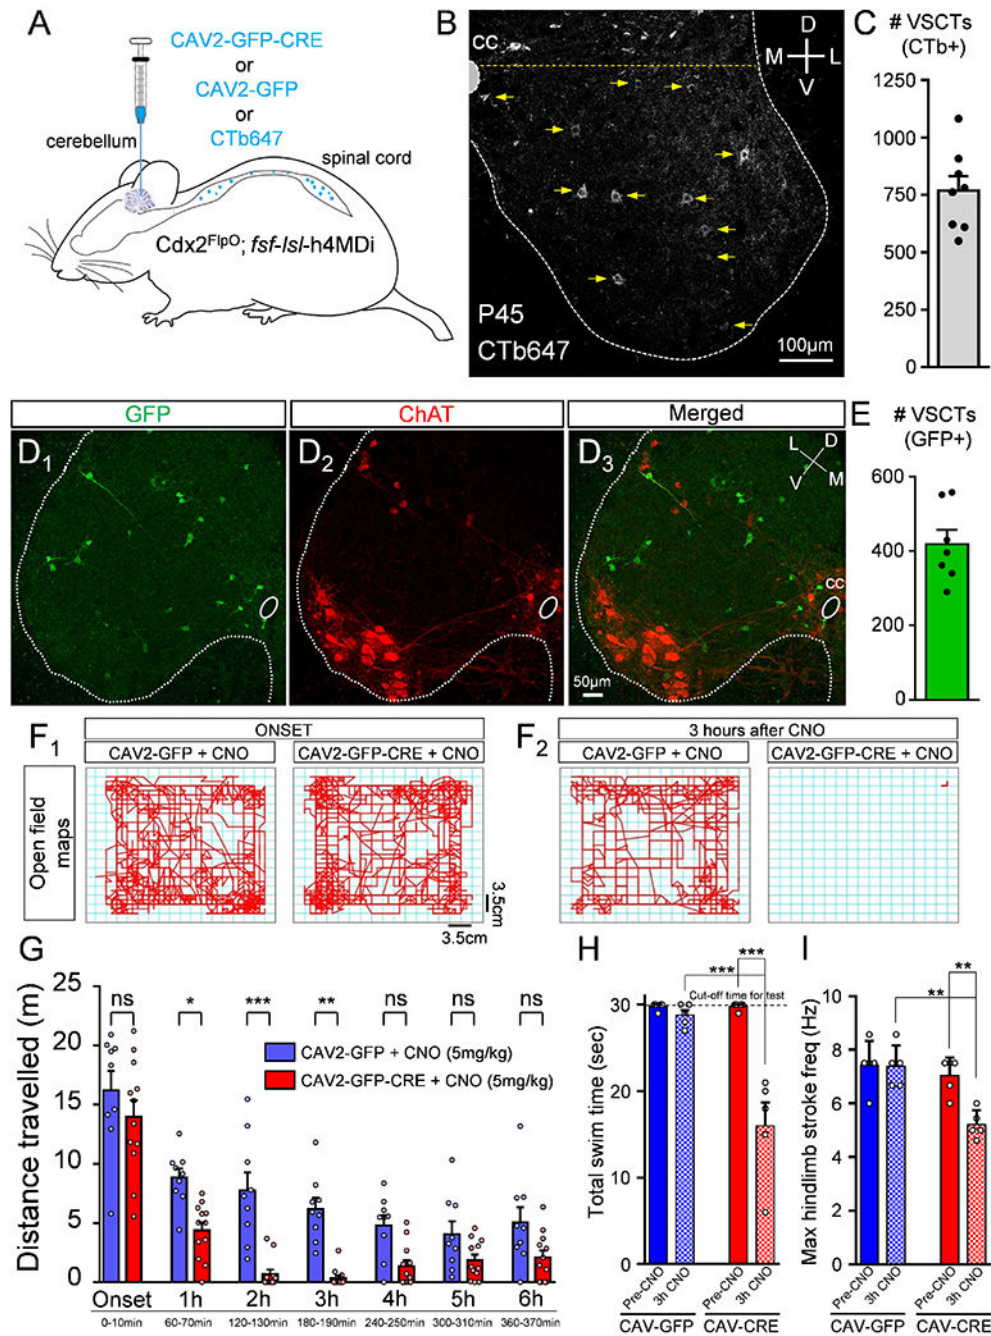 A
CAV2-GFP-CRE
or
CAV2-GFP
or
CTb647
cerebellum
spinal cord
Cdx2FlpO; fsf-lsl-h4MDi
B
cc
D
M L
V
P45
CTb647
100µm
C # VSCTs
(CTb+)
1250
1000
750
500
250
0
GFP
ChAT
Merged
D1
D2
D3
L D
V M
cc
50µm
E # VSCTs
(GFP+)
600
400
200
0
F1
ONSET
CAV2-GFP + CNO
CAV2-GFP-CRE + CNO
F2
3 hours after CNO
CAV2-GFP + CNO
CAV2-GFP-CRE + CNO
Open field
maps
3.5cm
3.5cm
G
Distance travelled (m)
25
20
15
10
5
0
ns * *** ** ns ns ns
CAV2-GFP + CNO (5mg/kg)
CAV2-GFP-CRE + CNO (5mg/kg)
Onset 1h 2h 3h 4h 5h 6h
0-10min 60-70min 120-130min 180-190min 240-250min 300-310min 360-370min
H
Total swim time (sec)
***
***
Cut-off time for test
30
20
10
0
Pre-CNO 3h CNO Pre-CNO 3h CNO
CAV-GFP CAV-CRE
I
Max hindlimb stroke freq (Hz)
**
**
10
8
6
4
2
0
Pre-CNO 3h CNO Pre-CNO 3h CNO
CAV-GFP CAV-CRE